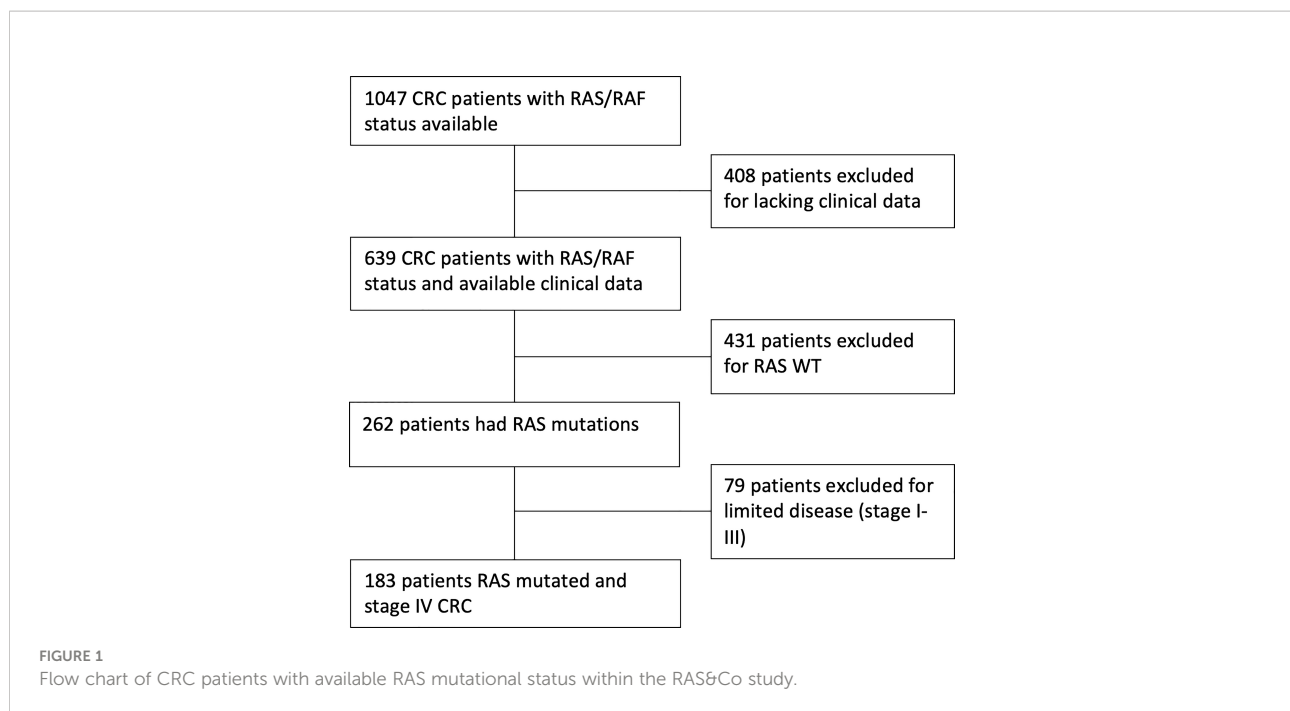 1047 CRC patients with RAS/RAF
status available
408 patients excluded
for lacking clinical data
639 CRC patients with RAS/RAF
status and available clinical data
431 patients excluded
for RAS WT
262 patients had RAS mutations
79 patients excluded for
limited disease (stage I-
III)
183 patients RAS mutated and
stage IV CRC
FIGURE 1
Flow chart of CRC patients with available RAS mutational status within the RAS&Co study.